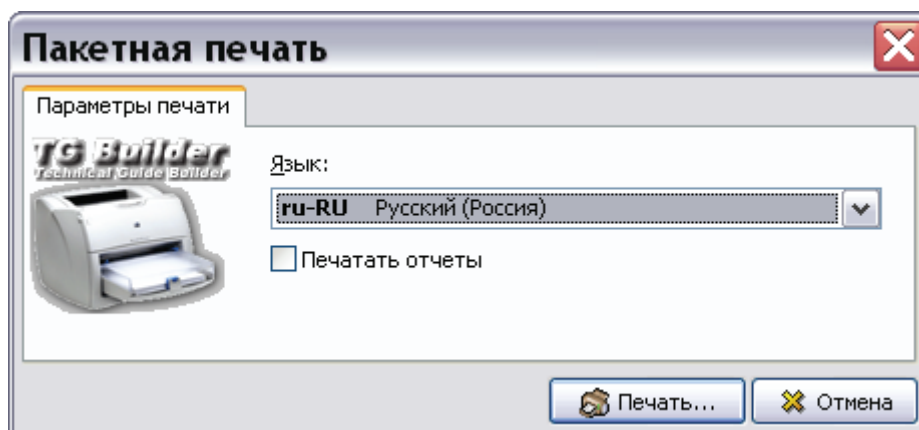 Пакетная печать
Параметры печати
TG Builder
Technical Guide Builder
Язык:
ru-RU Русский (Россия)
Печатать отчеты
Печать...
Отмена